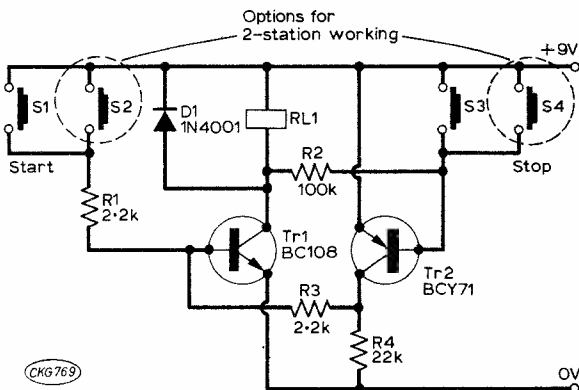 Options for
2-station working
+9V
S1
S2
D1
1N4001
RL1
S3
S4
Start
R2
100k
Stop
R1
2·2k
Tr1
BC108
Tr2
BCY71
R3
2·2k
R4
22k
CKG769
0V